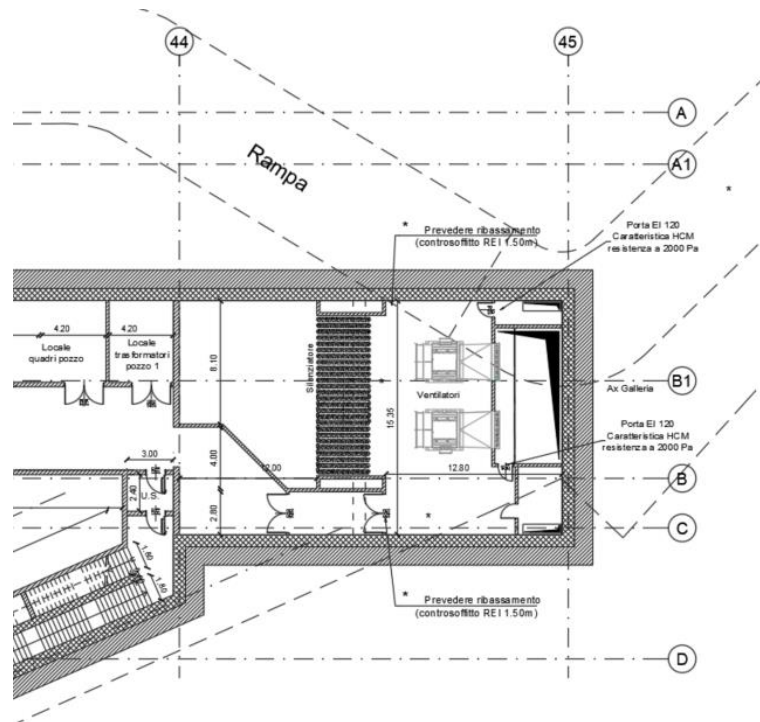 44
45
A
A1
Rampa
*
*
Prevedere ribassamento
(controsoffitto REI 1.50m)
Porta EI 120
Caratteristica HCM
resistenza a 2000 Pa
4.20
4.20
Locale
quadri pozzo
Locale
trasformatori
pozzo 1
8.10
Silenziatore
*
15.35
Ventilatori
Ax Galleria
B1
Porta EI 120
Caratteristica HCM
resistenza a 2000 Pa
3.00
4.00
12.00
12.80
B
2.40
U.S.
2.80
*
C
1.60
1.80
*
Prevedere ribassamento
(controsoffitto REI 1.50m)
D